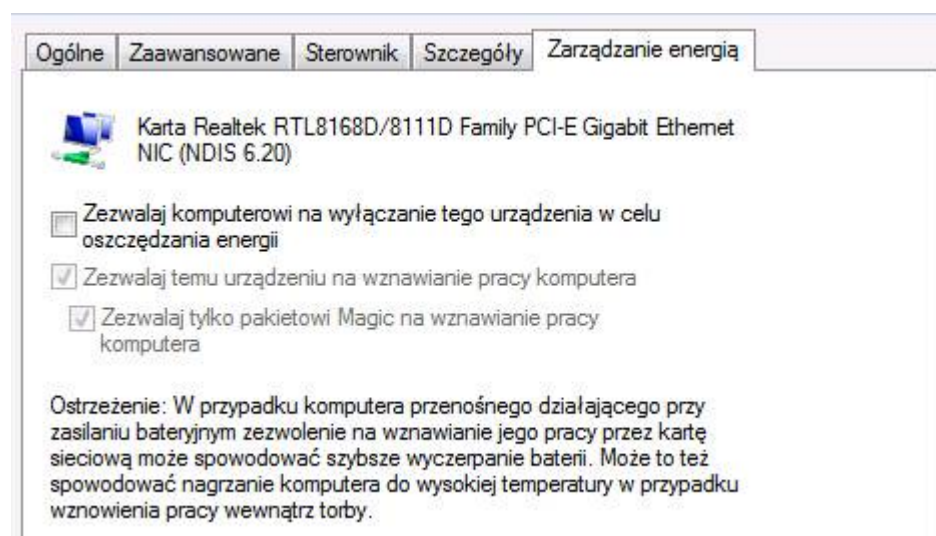 Ogólne Zaawansowane Sterownik Szczegóły Zarządzanie energią
Karta Realtek RTL8168D/8111D Family PCI-E Gigabit Ethernet
NIC (NDIS 6.20)
Zezwalaj komputerowi na wyłączanie tego urządzenia w celu
oszczędzania energii
Zezwalaj temu urządzeniu na wznawianie pracy komputera
Zezwalaj tylko pakietowi Magic na wznawianie pracy
komputera
Ostrzeżenie: W przypadku komputera przenośnego działającego przy
zasilaniu bateryjnym zezwolenie na wznawianie jego pracy przez kartę
sieciową może spowodować szybsze wyczerpanie baterii. Może to też
spowodować nagrzanie komputera do wysokiej temperatury w przypadku
wznowienia pracy wewnątrz torby.